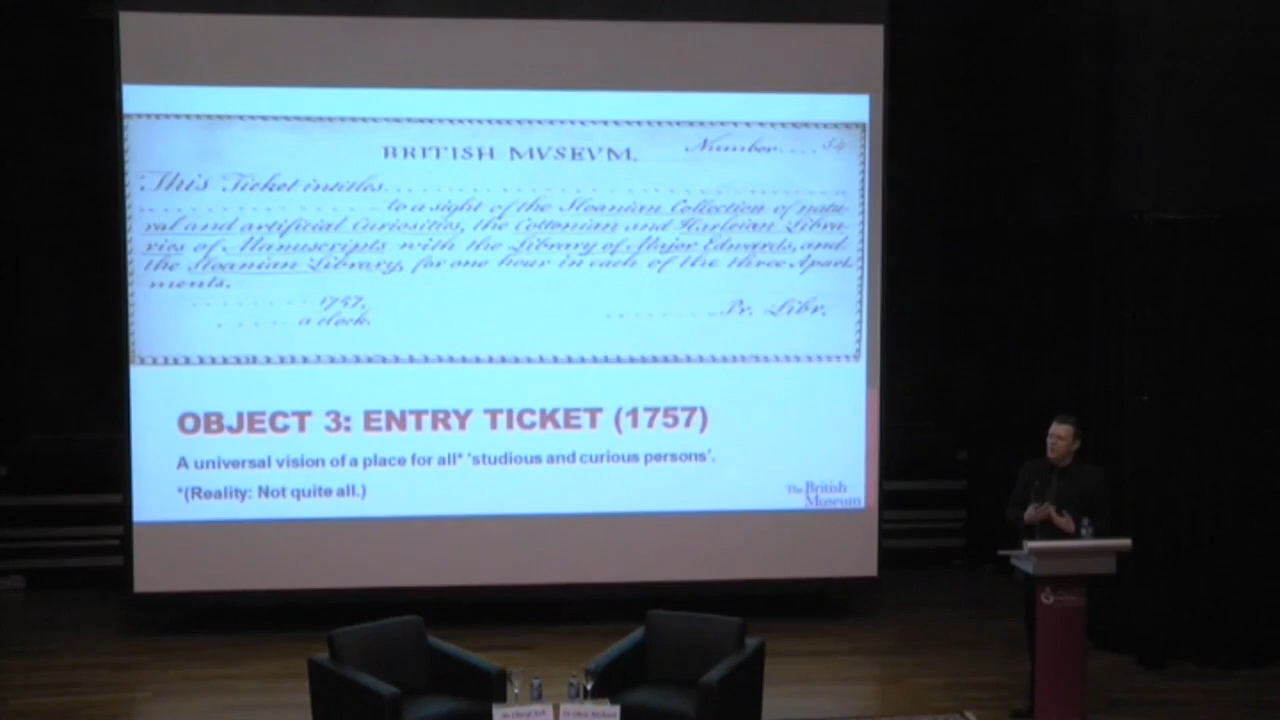 BRITISH MVSEVM.
Number.... 54
This Ticket intitles
to a sight of the Sloanian Collection of natu-
ral and artificial Curiosities, the Cottonian and Harleian Libra-
ries of Manuscripts with the Library of Major Edwards, and
the Sloanian Library, for one hour in each of the three Apart-
ments.
1757.
a clock.
Pr. Libr.
OBJECT 3: ENTRY TICKET (1757)
A universal vision of a place for all* 'studious and curious persons'.
*(Reality: Not quite all.)
The British
Museum